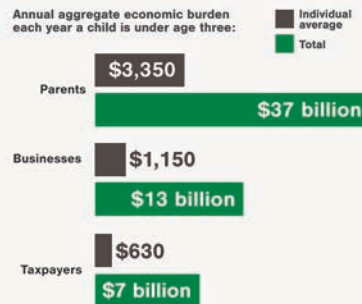 Annual aggregate economic burden
each year a child is under age three:
Individual
average
Total
Parents
$3,350
$37 billion
Businesses
$1,150
$13 billion
Taxpayers
$630
$7 billion